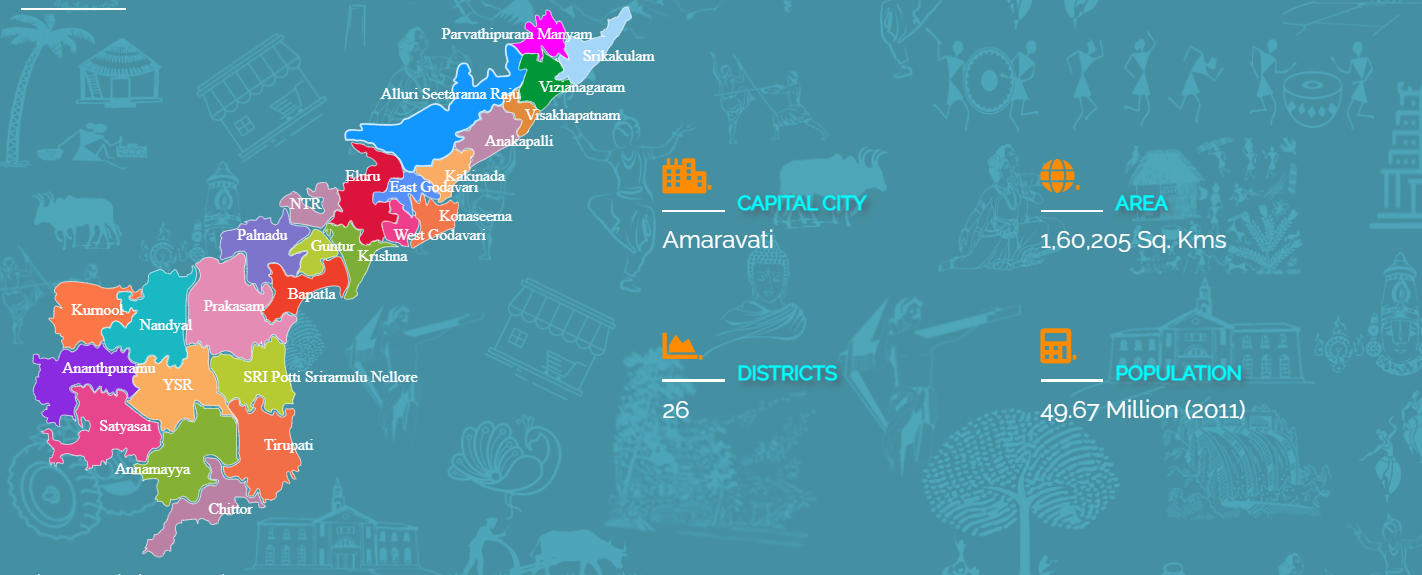 Parvathipuram Manyam
Srikakulam
Vizianagaram
Alluri Seetarama Raju
Visakhapatnam
Anakapalli
Eluru
Kakinada
East Godavari
NTR
Konaseema
Palnadu
Guntur
West Godavari
Krishna
Bapatla
Prakasam
Kurnool
Nandyal
Ananthpuramu
YSR
SRI Potti Sriramulu Nellore
Satyasai
Tirupati
Annamayya
Chittor
CAPITAL CITY
Amaravati
AREA
1,60,205 Sq. Kms
DISTRICTS
26
POPULATION
49.67 Million (2011)